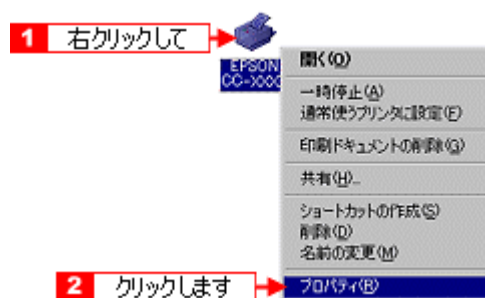 1 右クリックして
EPSON
CC-XXXX
開く(O)
一時停止(A)
通常使うプリンタに設定(F)
印刷ドキュメントの削除(G)
共有(H)...
ショートカットの作成(S)
削除(D)
名前の変更(M)
2 クリックします
プロパティ(R)